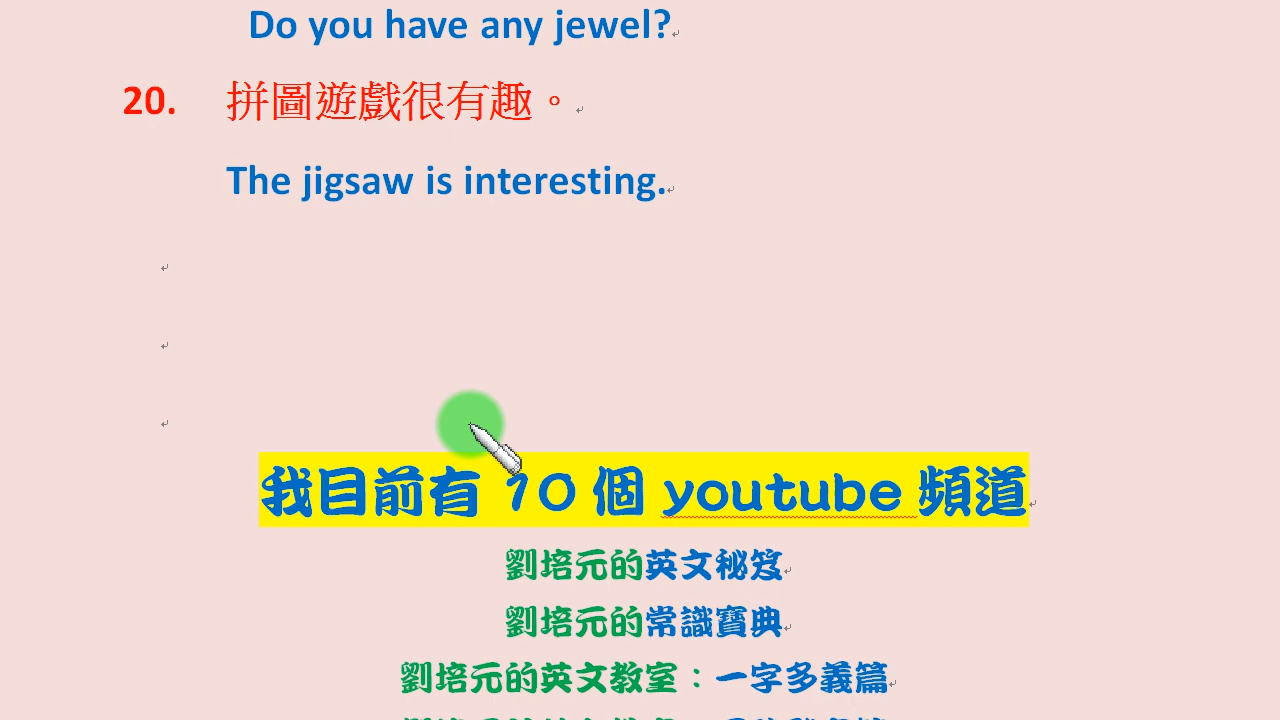 Do you have any jewel?
20. 拼圖遊戲很有趣。
The jigsaw is interesting.
我目前有 10 個 youtube 頻道
劉培元的英文秘笈
劉培元的常識寶典
劉培元的英文教室：一字多義篇